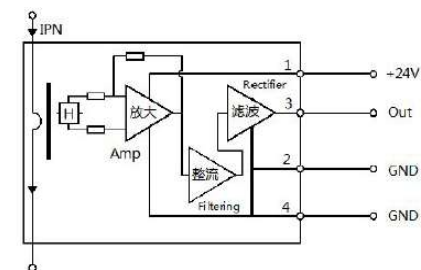 IPN
1
+24V
Rectifier
H
放大
滤波
3
Out
Amp
整流
2
GND
Filtering
4
GND